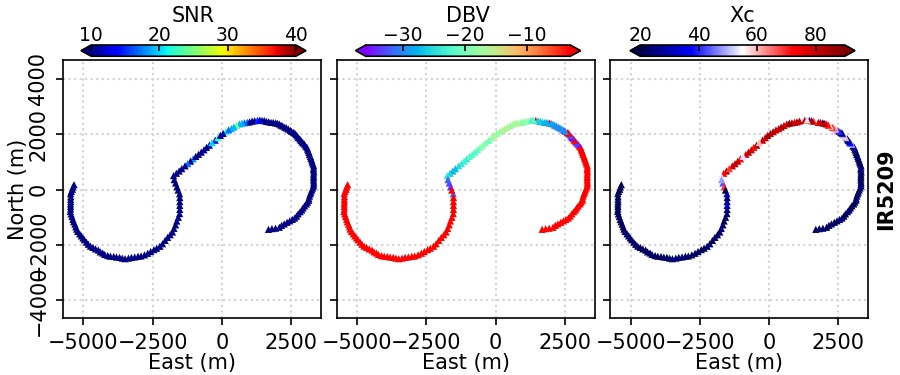 SNR
DBV
Xc
10 20 30 40
−30 −20 −10
20 40 60 80
4000
2000
0
−2000
−4000
North (m)
IR5209
−5000 −2500 0 2500
−5000 −2500 0 2500
−5000 −2500 0 2500
East (m)
East (m)
East (m)